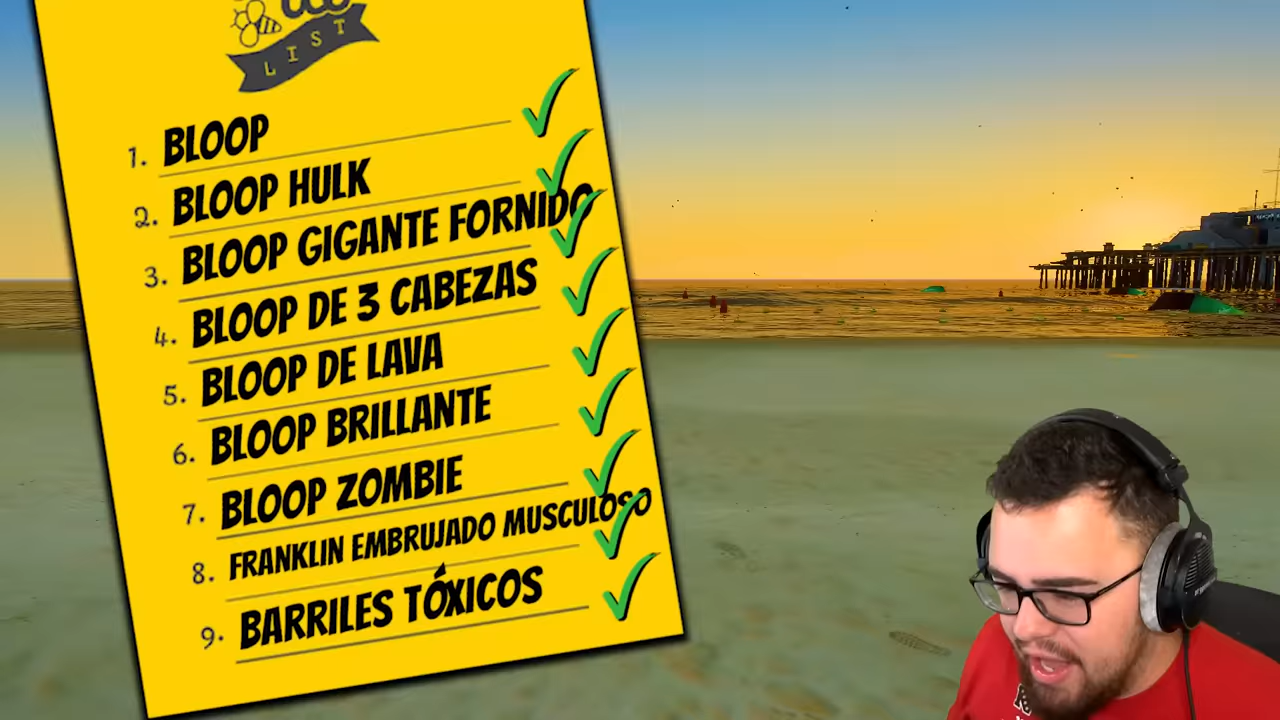 LIST
1. BLOOP
2. BLOOP HULK
3. BLOOP GIGANTE FORNIDO
4. BLOOP DE 3 CABEZAS
5. BLOOP DE LAVA
6. BLOOP BRILLANTE
7. BLOOP ZOMBIE
8. FRANKLIN EMBRUJADO MUSCULOSO
9. BARRILES TÓXICOS